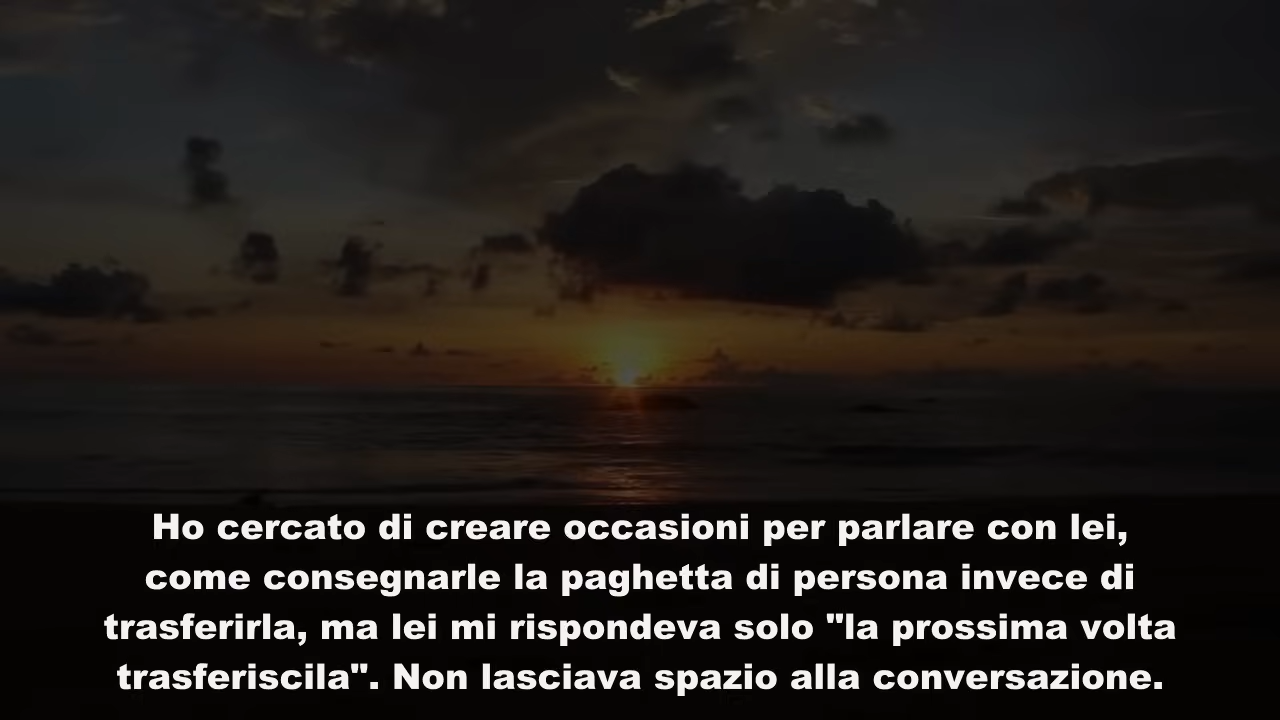 Ho cercato di creare occasioni per parlare con lei,
come consegnarle la paghetta di persona invece di
trasferirla, ma lei mi rispondeva solo "la prossima volta
trasferiscila". Non lasciava spazio alla conversazione.